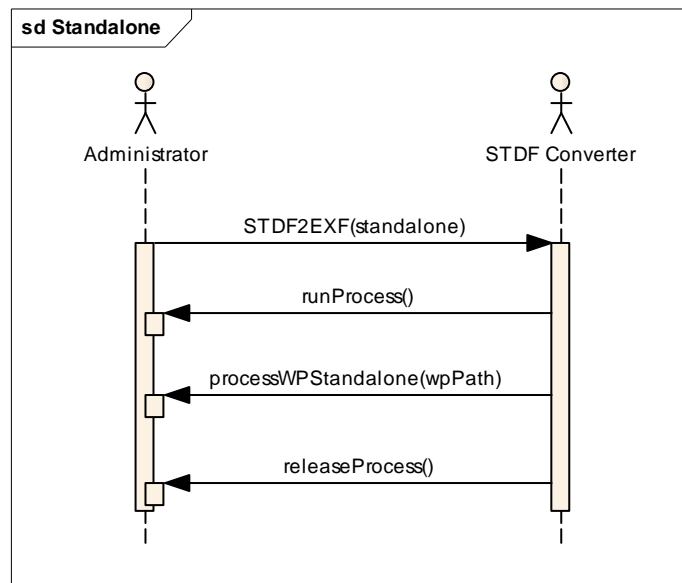 sd Standalone
Administrator
STDF Converter
STDF2EXF(standalone)
runProcess()
processWPStandalone(wpPath)
releaseProcess()